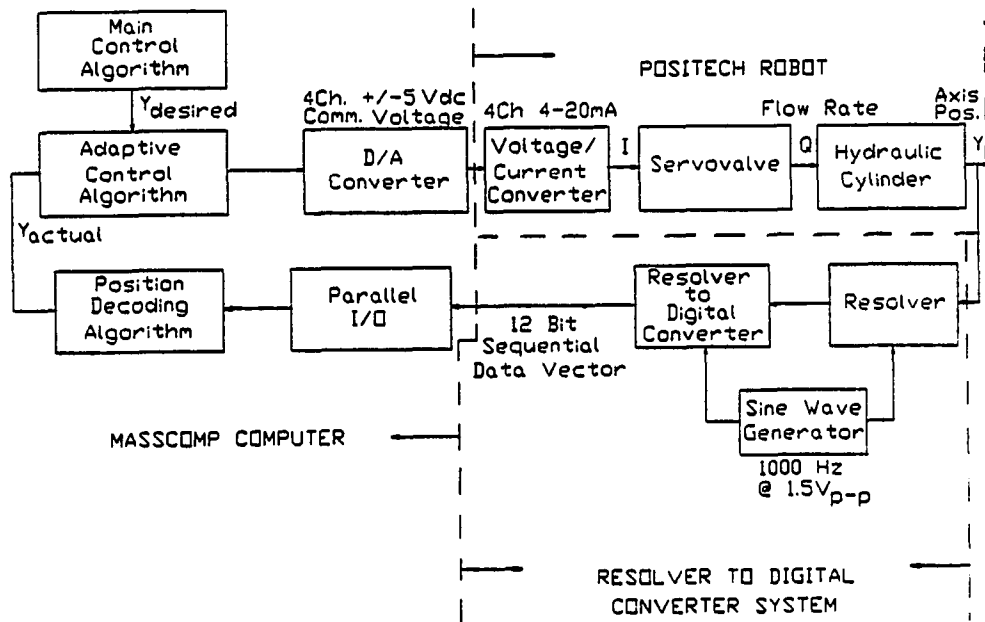 Main
Control
Algorithm
POSITECH ROBOT
Ydesired
4Ch. +/-5 Vdc
Comm. Voltage
4Ch 4-20mA
Flow Rate
Axis
Pos.
Adaptive
Control
Algorithm
D/A
Converter
Voltage/
Current
Converter
I
Servovalve
Q
Hydraulic
Cylinder
Y
Yactual
Position
Decoding
Algorithm
Parallel
I/O
12 Bit
Sequential
Data Vector
Resolver
to
Digital
Converter
Resolver
Sine Wave
Generator
1000 Hz
@ 1.5Vp-p
MASSCOMP COMPUTER
RESOLVER TO DIGITAL
CONVERTER SYSTEM